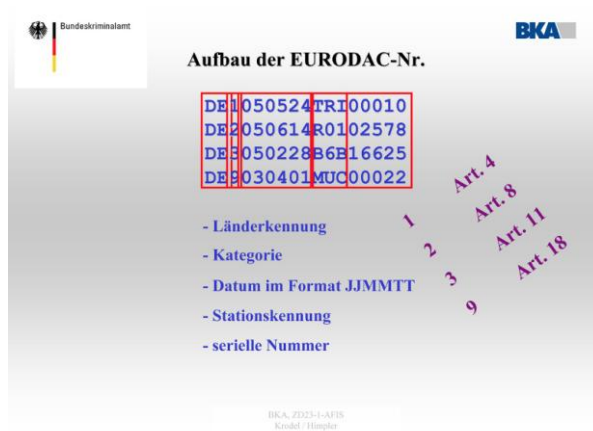 Bundeskriminalamt
BKA
Aufbau der EURODAC-Nr.
DE1050524TRI00010
DE2050614R0102578
DE3050228B6B16625
DE9030401MUC00022
- Länderkennung
- Kategorie
- Datum im Format JJMMTT
- Stationskennung
- serielle Nummer
1 Art. 4
2 Art. 8
3 Art. 11
9 Art. 18
BKA, ZD23-1-AFIS
Krodel / Himpler